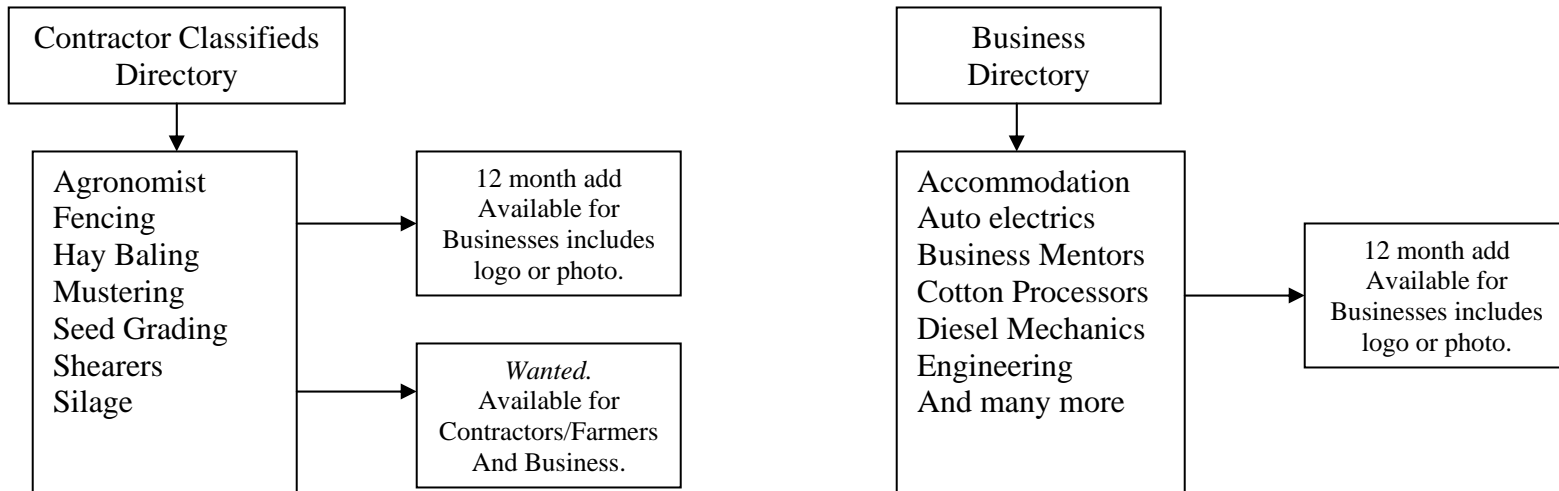 Contractor Classifieds
Directory
Agronomist
Fencing
Hay Baling
Mustering
Seed Grading
Shearers
Silage
12 month add
Available for
Businesses includes
logo or photo.
Wanted.
Available for
Contractors/Farmers
And Business.
Business
Directory
Accommodation
Auto electrics
Business Mentors
Cotton Processors
Diesel Mechanics
Engineering
And many more
12 month add
Available for
Businesses includes
logo or photo.